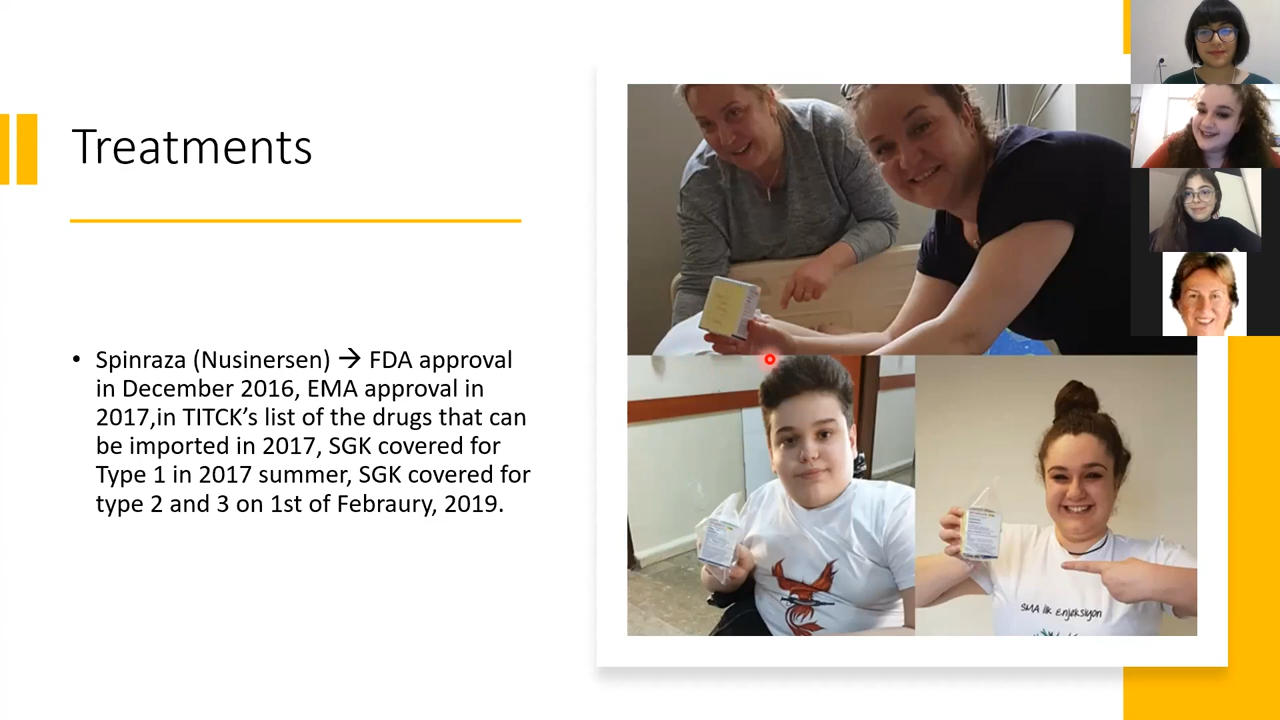 Treatments
• Spinraza (Nusinersen) → FDA approval
in December 2016, EMA approval in
2017,in TITCK’s list of the drugs that can
be imported in 2017, SGK covered for
Type 1 in 2017 summer, SGK covered for
type 2 and 3 on 1st of Febraury, 2019.
SMA ilk Enjeksiyon